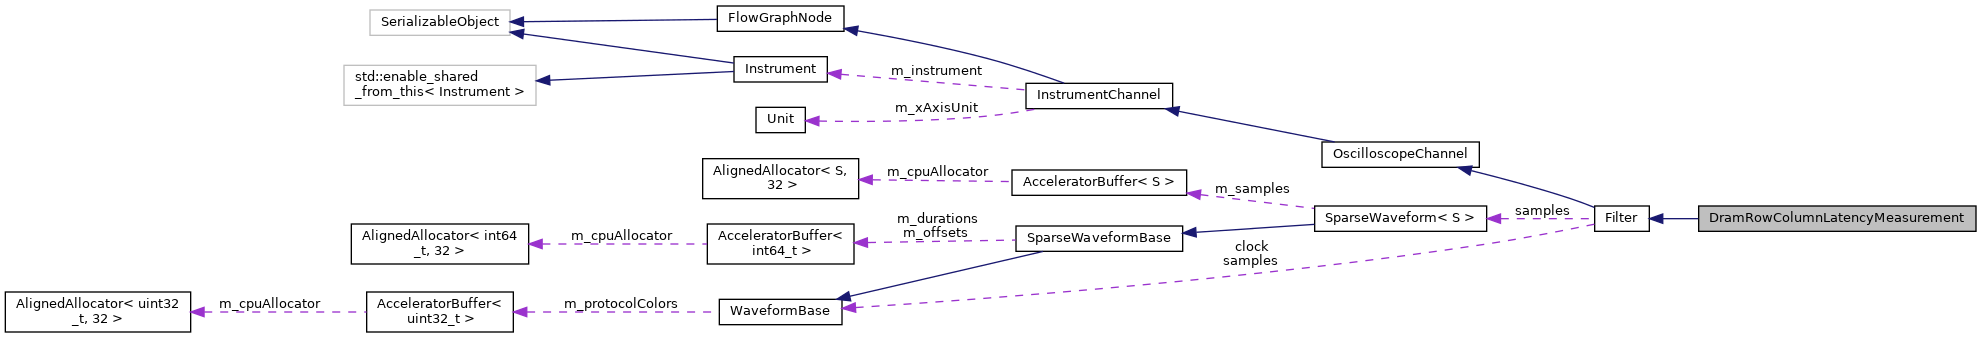 SerializableObject
FlowGraphNode
std::enable_shared
_from_this< Instrument >
Instrument
m_instrument
InstrumentChannel
Unit
m_xAxisUnit
OscilloscopeChannel
AlignedAllocator< S,
32 >
m_cpuAllocator
AcceleratorBuffer< S >
m_samples
SparseWaveform< S >
samples
Filter
DramRowColumnLatencyMeasurement
AlignedAllocator< int64
_t, 32 >
m_cpuAllocator
AcceleratorBuffer<
int64_t >
m_durations
m_offsets
SparseWaveformBase
clock
samples
AlignedAllocator< uint32
_t, 32 >
m_cpuAllocator
AcceleratorBuffer<
uint32_t >
m_protocolColors
WaveformBase